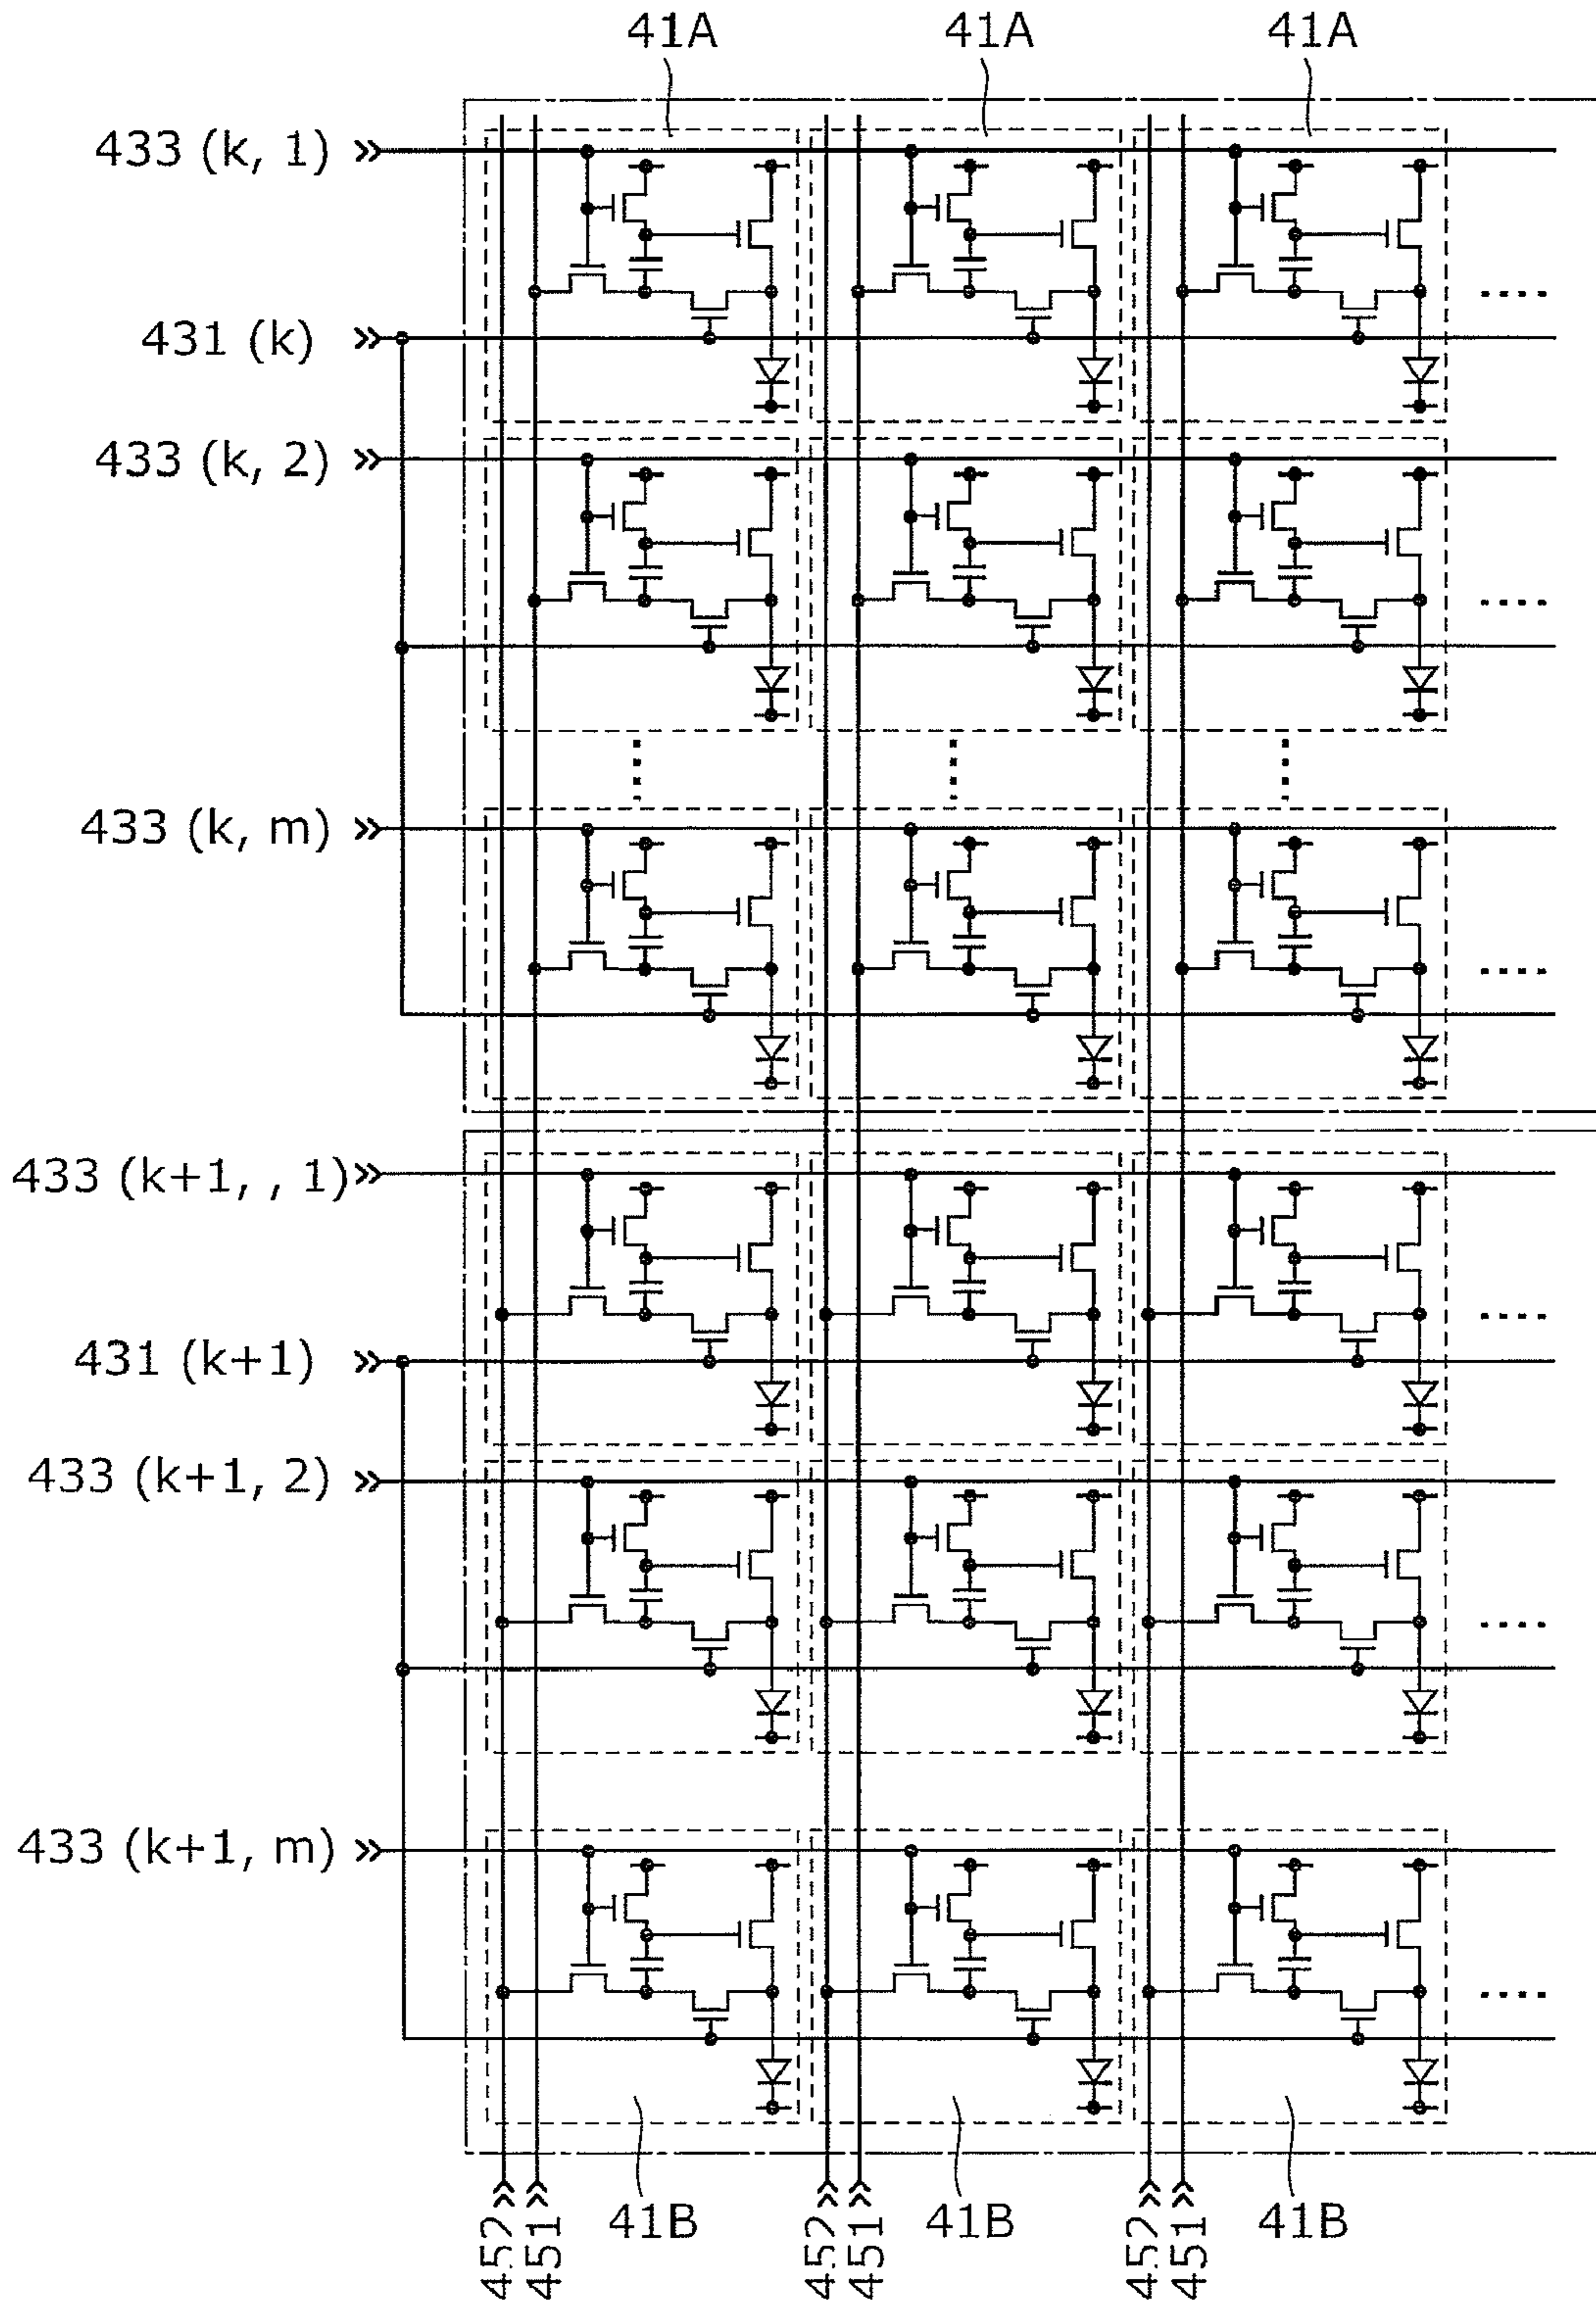 41A 41A 41A
433 (k, 1)
431 (k)
433 (k, 2)
433 (k, m)
433 (k+1, , 1)
431 (k+1)
433 (k+1, 2)
433 (k+1, m)
452 451 41B 452 451 41B 452 451 41B